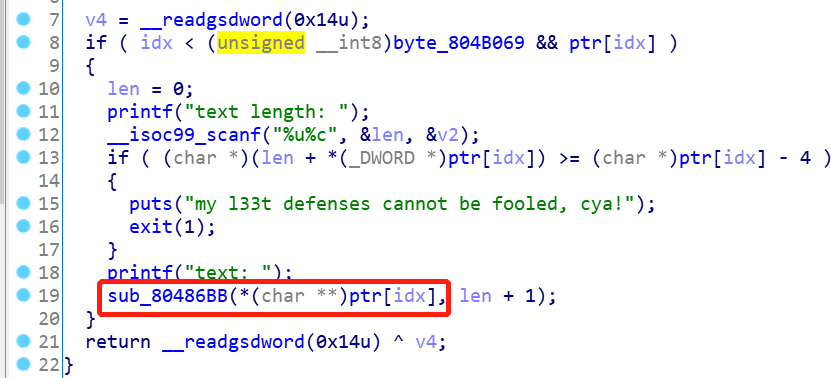 7 v4 = __readgsdword(0x14u);
8 if ( idx < (unsigned __int8)byte_804B069 && ptr[idx] )
9 {
10 len = 0;
11 printf("text length: ");
12 __isoc99_scanf("%u%c", &len, &v2);
13 if ( (char *)(len + *(_DWORD *)ptr[idx]) >= (char *)ptr[idx] - 4 )
14 {
15 puts("my l33t defenses cannot be fooled, cya!");
16 exit(1);
17 }
18 printf("text: ");
19 sub_80486BB(*(char **)ptr[idx], len + 1);
20 }
21 return __readgsdword(0x14u) ^ v4;
22 }